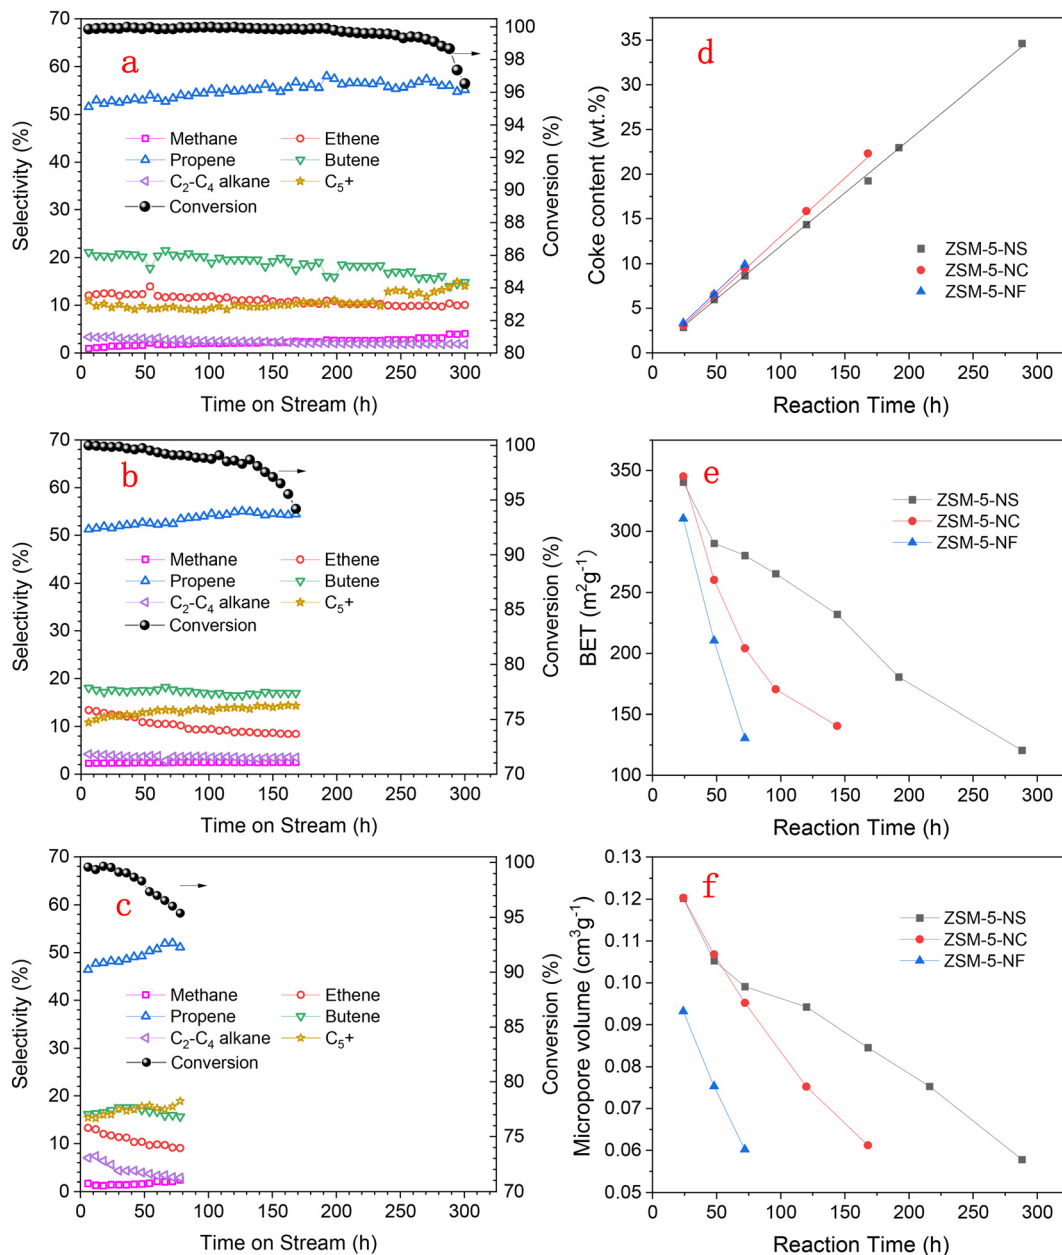 a
Selectivity (%)
70
60
50
40
30
20
10
0
100
98
96
94
92
90
88
86
84
82
80
Conversion (%)
Methane
Ethene
Propene
Butene
C₂-C₄ alkane
C₅+
Conversion
0 50 100 150 200 250 300
Time on Stream (h)
d
Coke content (wt.%)
35
30
25
20
15
10
5
0
ZSM-5-NS
ZSM-5-NC
ZSM-5-NF
0 50 100 150 200 250 300
Reaction Time (h)
b
Selectivity (%)
70
60
50
40
30
20
10
0
100
95
90
85
80
75
70
Conversion (%)
Methane
Ethene
Propene
Butene
C₂-C₄ alkane
C₅+
Conversion
0 50 100 150 200 250 300
Time on Stream (h)
e
BET (m²g⁻¹)
350
300
250
200
150
100
ZSM-5-NS
ZSM-5-NC
ZSM-5-NF
0 50 100 150 200 250 300
Reaction Time (h)
c
Selectivity (%)
70
60
50
40
30
20
10
0
100
95
90
85
80
75
70
Conversion (%)
Methane
Ethene
Propene
Butene
C₂-C₄ alkane
C₅+
Conversion
0 50 100 150 200 250 300
Time on Stream (h)
f
Micropore volume (cm³g⁻¹)
0.13
0.12
0.11
0.10
0.09
0.08
0.07
0.06
0.05
ZSM-5-NS
ZSM-5-NC
ZSM-5-NF
0 50 100 150 200 250 300
Reaction Time (h)